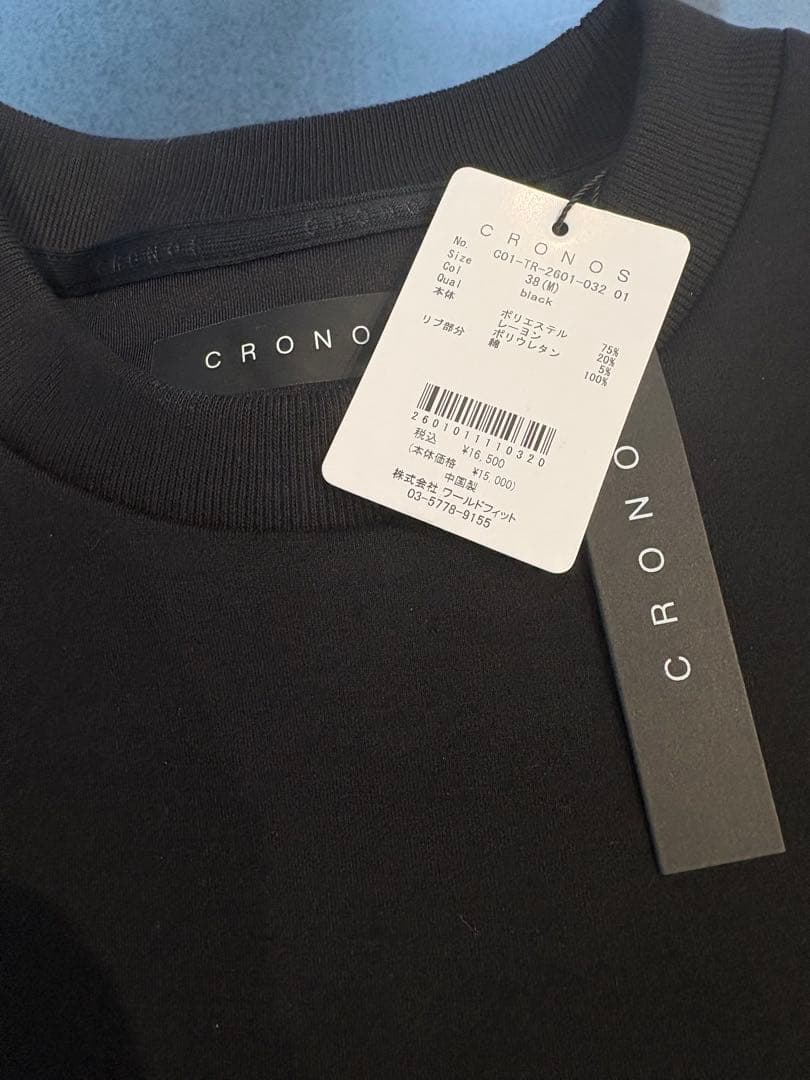 CRONOS
CRONO
CRONOS
No C01-TR-2601-032 01
Size 38(M)
Col black
Qual
本体 ポリエステル 75%
レーヨン 20%
ポリウレタン 5%
リブ部分 綿 100%
2601011110320
税込 ¥16,500
(本体価格 ¥15,000)
中国製
株式会社 ワールドフィット
03-5778-9155
CRONO